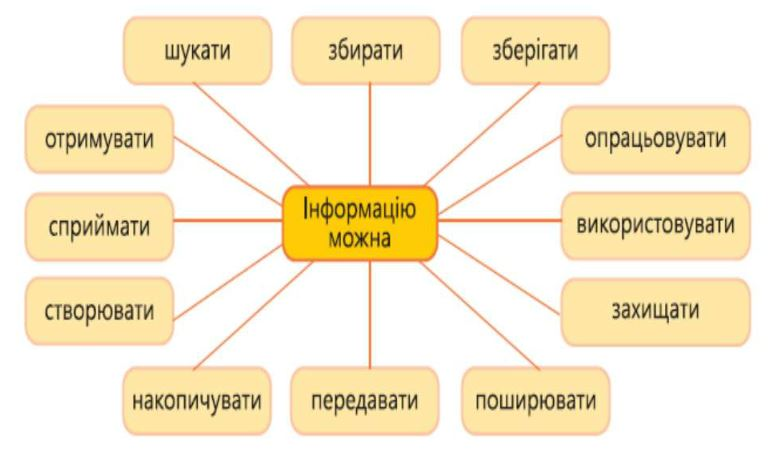 шукати
збирати
зберігати
отримувати
опрацьовувати
Інформацію
можна
сприймати
використовувати
створювати
захищати
накопичувати
передавати
поширювати